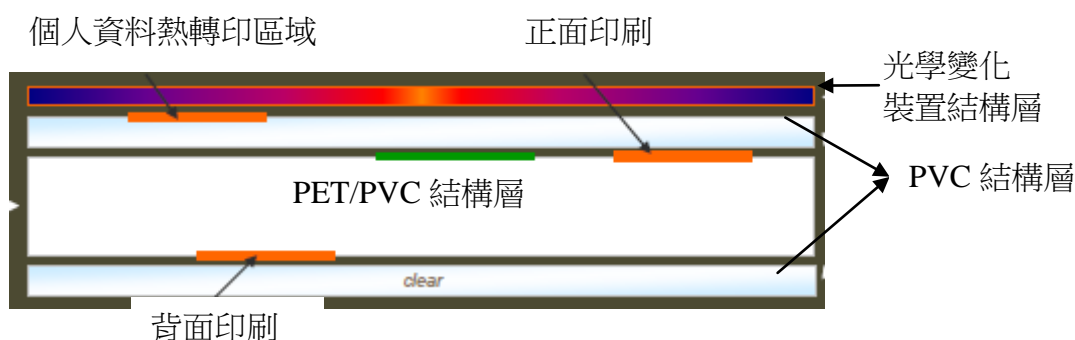 個人資料熱轉印區域
正面印刷
光學變化
裝置結構層
PVC 結構層
PET/PVC 結構層
clear
背面印刷